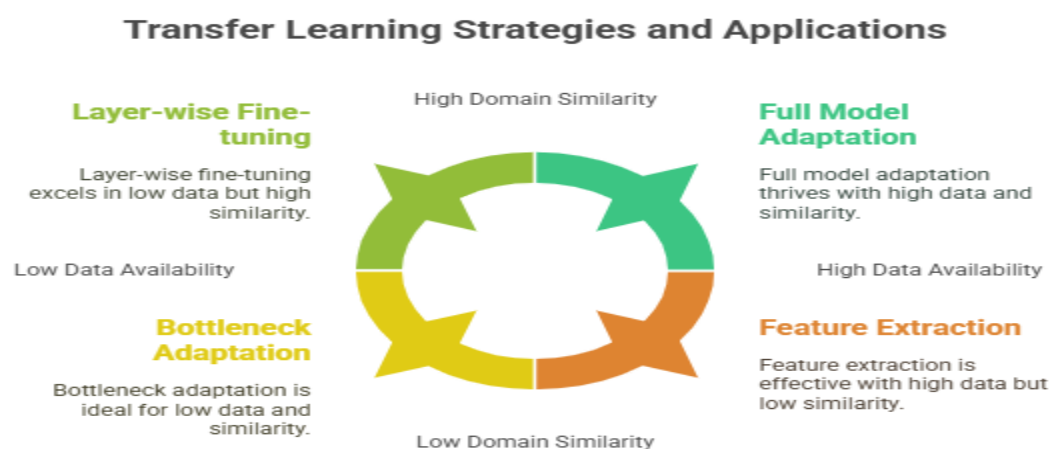 Transfer Learning Strategies and Applications
High Domain Similarity
Layer-wise Fine-
tuning
Layer-wise fine-tuning
excels in low data but high
similarity.
Full Model
Adaptation
Full model adaptation
thrives with high data and
similarity.
Low Data Availability
High Data Availability
Bottleneck
Adaptation
Bottleneck adaptation is
ideal for low data and
similarity.
Feature Extraction
Feature extraction is
effective with high data but
low similarity.
Low Domain Similarity